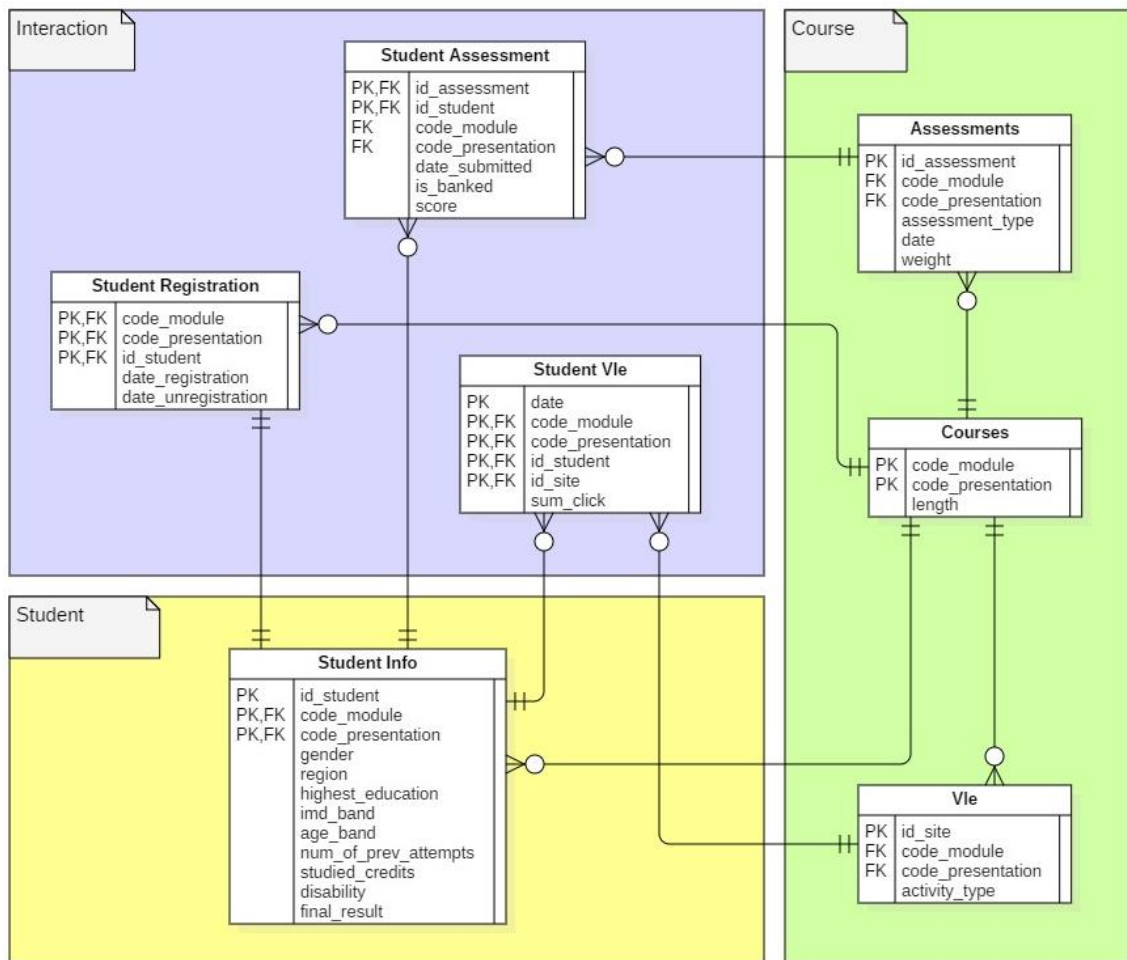 Interaction
Student Assessment
PK,FK id_assessment
PK,FK id_student
FK code_module
FK code_presentation
date_submitted
is_banked
score
Student Registration
PK,FK code_module
PK,FK code_presentation
PK,FK id_student
date_registration
date_unregistration
Student Vle
PK date
PK,FK code_module
PK,FK code_presentation
PK,FK id_student
PK,FK id_site
sum_click
Course
Assessments
PK id_assessment
FK code_module
FK code_presentation
assessment_type
date
weight
Courses
PK code_module
PK code_presentation
length
Vle
PK id_site
FK code_module
FK code_presentation
activity_type
Student
Student Info
PK id_student
PK,FK code_module
PK,FK code_presentation
gender
region
highest_education
imd_band
age_band
num_of_prev_attempts
studied_credits
disability
final_result